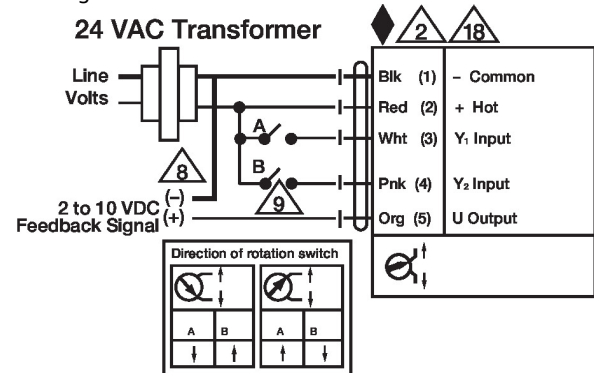 24 VAC Transformer
2
18
Line
Volts
Blk (1) – Common
Red (2) + Hot
A
Wht (3) Y₁ Input
8
B
9
Pnk (4) Y₂ Input
2 to 10 VDC (–)
Feedback Signal (+)
Org (5) U Output
Direction of rotation switch
A B
A B